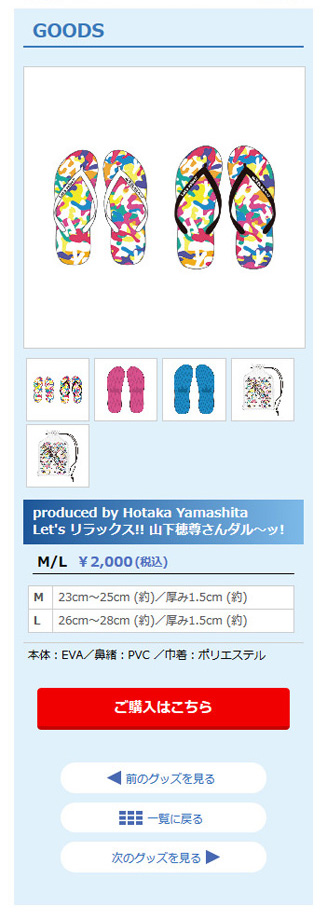 GOODS
produced by Hotaka Yamashita
Let's リラックス!! 山下穂尊さんダル〜ッ!
M/L ￥2,000(税込)
M 23cm〜25cm (約)／厚み1.5cm (約)
L 26cm〜28cm (約)／厚み1.5cm (約)
本体：EVA／鼻緒：PVC ／巾着：ポリエステル
ご購入はこちら
前のグッズを見る
一覧に戻る
次のグッズを見る